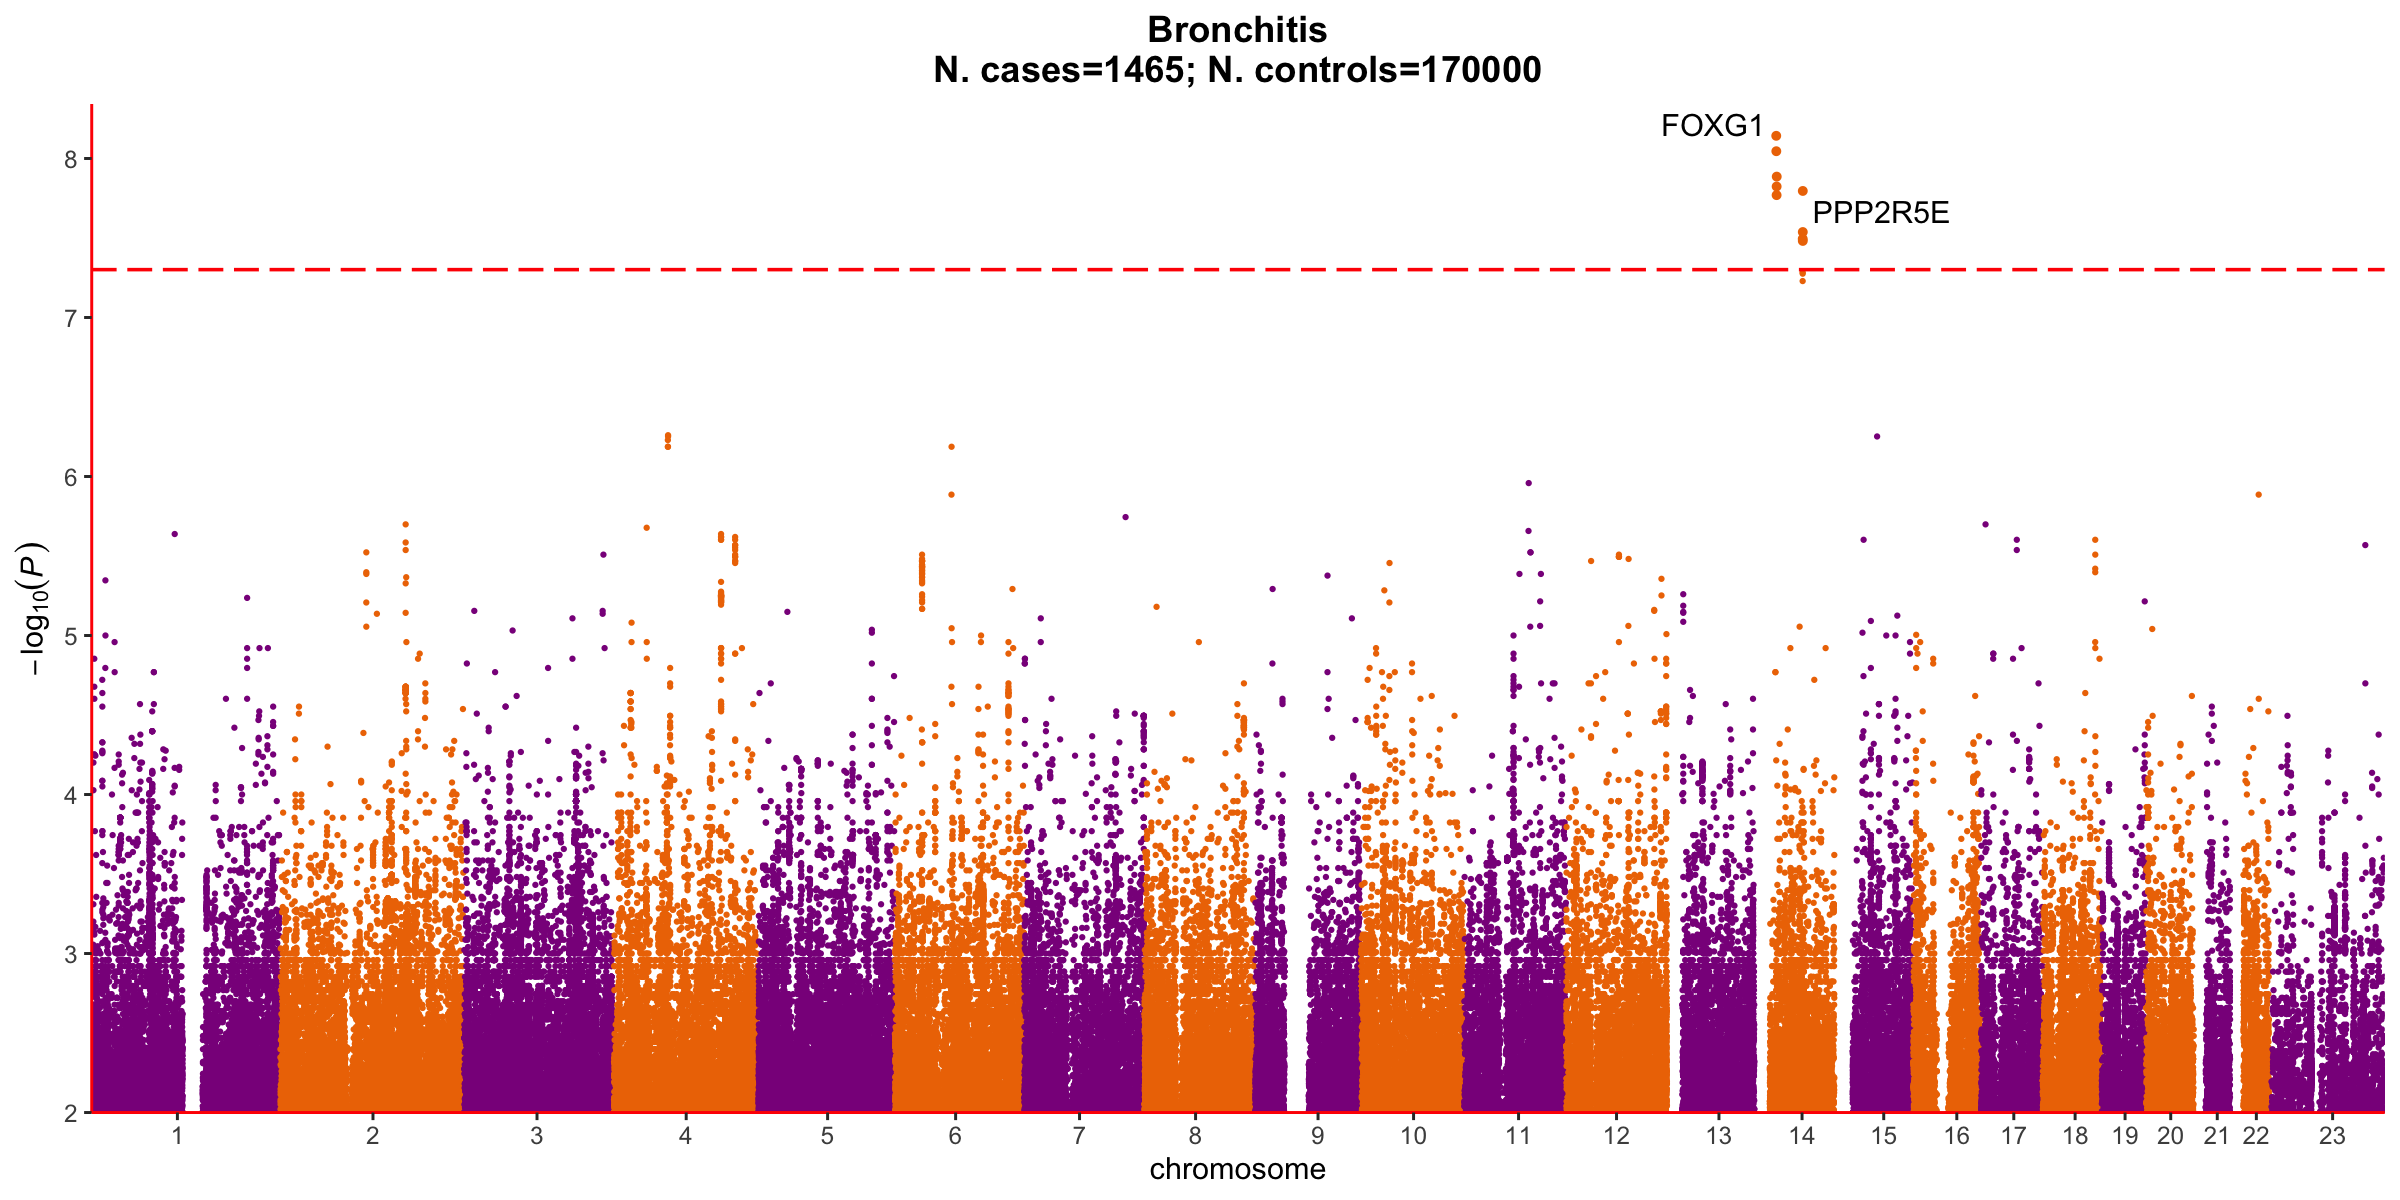 Bronchitis
N. cases=1465; N. controls=170000
FOXG1
PPP2R5E
8
7
6
5
4
3
2
−log10(P)
1 2 3 4 5 6 7 8 9 10 11 12 13 14 15 16 17 18 19 20 21 22 23
chromosome